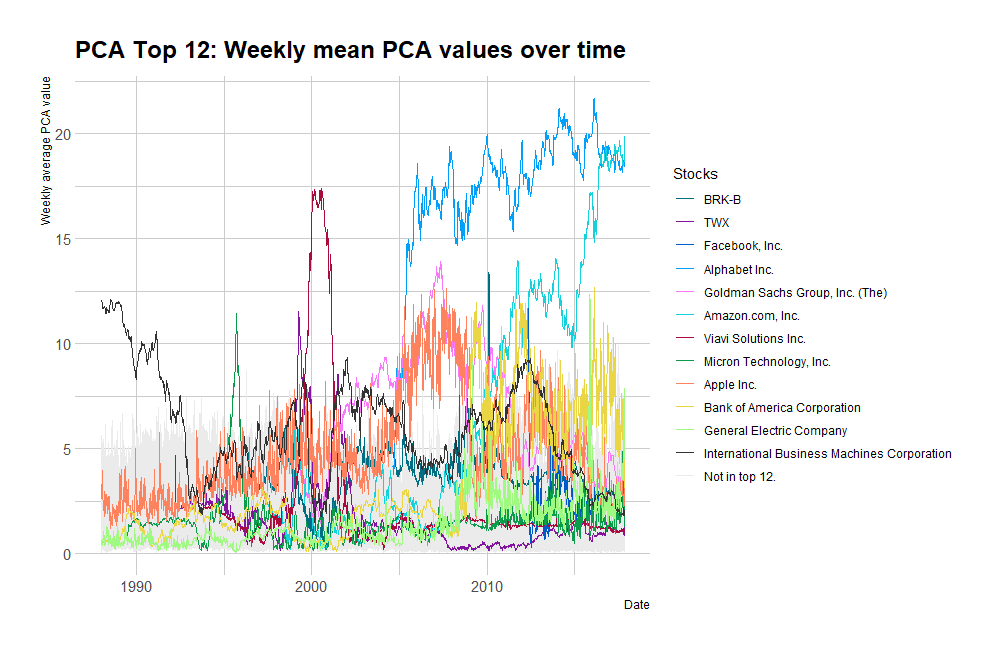 PCA Top 12: Weekly mean PCA values over time
Weekly average PCA value
20
15
10
5
0
1990
2000
2010
Date
Stocks
BRK-B
TWX
Facebook, Inc.
Alphabet Inc.
Goldman Sachs Group, Inc. (The)
Amazon.com, Inc.
Viavi Solutions Inc.
Micron Technology, Inc.
Apple Inc.
Bank of America Corporation
General Electric Company
International Business Machines Corporation
Not in top 12.